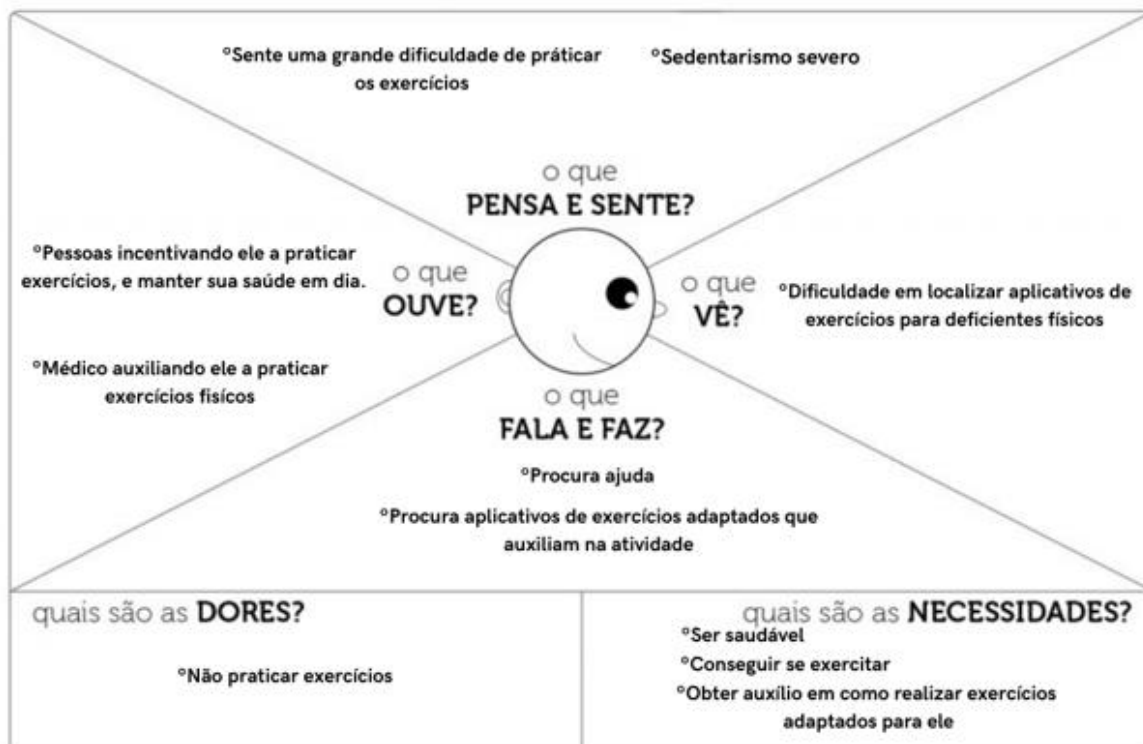 °Sente uma grande dificuldade de práticar
os exercícios
°Sedentarismo severo
o que
PENSA E SENTE?
°Pessoas incentivando ele a praticar
exercícios, e manter sua saúde em dia.
°Médico auxiliando ele a praticar
exercícios fisícos
o que
OUVE?
o que
VÊ?
°Dificuldade em localizar aplicativos de
exercícios para deficientes físicos
o que
FALA E FAZ?
°Procura ajuda
°Procura aplicativos de exercícios adaptados que
auxiliam na atividade
quais são as DORES?
°Não praticar exercícios
quais são as NECESSIDADES?
°Ser saudável
°Conseguir se exercitar
°Obter auxílio em como realizar exercícios
adaptados para ele